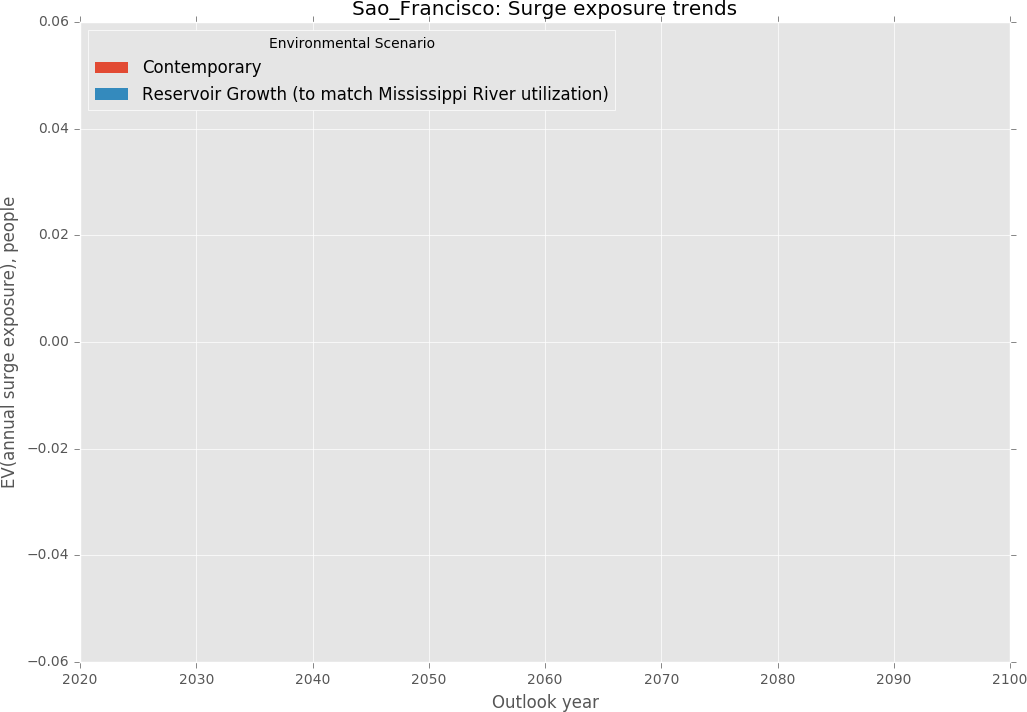 Sao_Francisco: Surge exposure trends
Environmental Scenario
Contemporary
Reservoir Growth (to match Mississippi River utilization)
EV(annual surge exposure), people
0.06
0.04
0.02
0.00
−0.02
−0.04
−0.06
2020 2030 2040 2050 2060 2070 2080 2090 2100
Outlook year